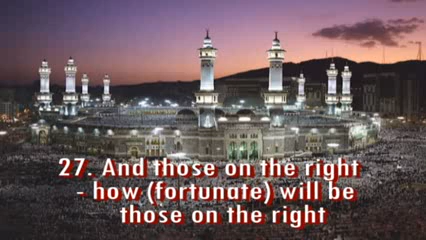 27. And those on the right
- how (fortunate) will be
those on the right